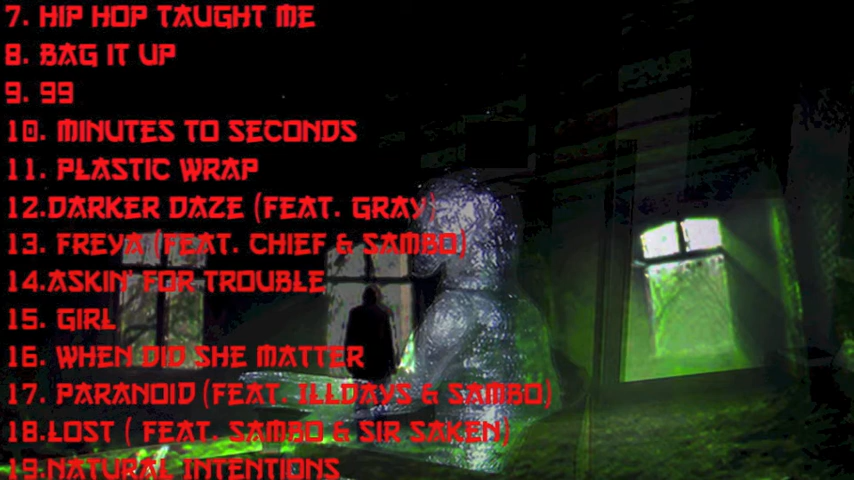 7. HIP HOP TAUGHT ME
8. BAG IT UP
9. 99
10. MINUTES TO SECONDS
11. PLASTIC WRAP
12.DARKER DAZE (FEAT. GRAY)
13. FREYA (FEAT. CHIEF & SAMBO)
14.ASKIN' FOR TROUBLE
15. GIRL
16. WHEN DID SHE MATTER
17. PARANOID (FEAT. ILLDAYS & SAMBO)
18.LOST ( FEAT. SAMBO & SIR SAKEN)
19.NATURAL INTENTIONS